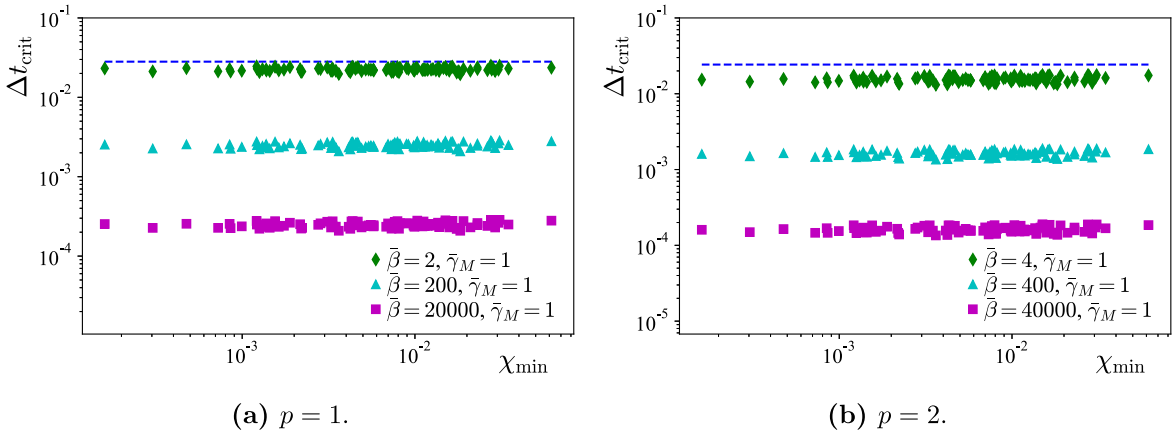 10⁻¹
10⁻²
10⁻³
10⁻⁴
Δt_crit
10⁻³
10⁻²
χ_min
β̄ = 2, γ̄_M = 1
β̄ = 200, γ̄_M = 1
β̄ = 20000, γ̄_M = 1
(a) p = 1.
10⁻¹
10⁻²
10⁻³
10⁻⁴
10⁻⁵
Δt_crit
10⁻³
10⁻²
χ_min
β̄ = 4, γ̄_M = 1
β̄ = 400, γ̄_M = 1
β̄ = 40000, γ̄_M = 1
(b) p = 2.